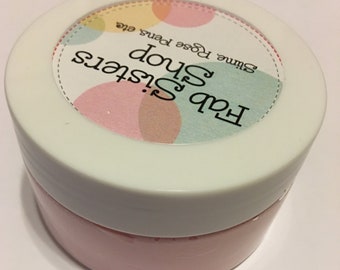 Fab Sisters
Shop
Slime, Rose Pens, etc